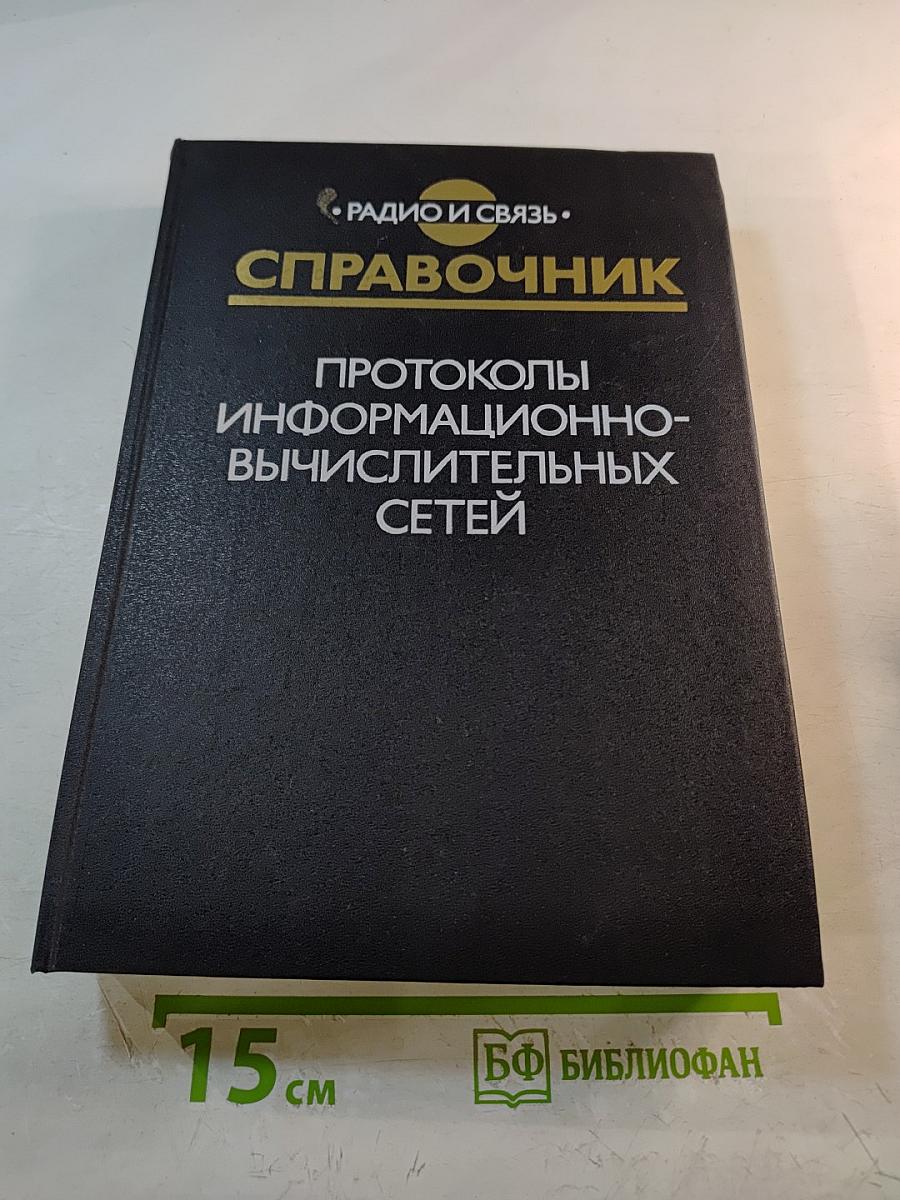 • РАДИО И СВЯЗЬ •
СПРАВОЧНИК
ПРОТОКОЛЫ
ИНФОРМАЦИОННО-
ВЫЧИСЛИТЕЛЬНЫХ
СЕТЕЙ
15 см
БФ БИБЛИОФАН